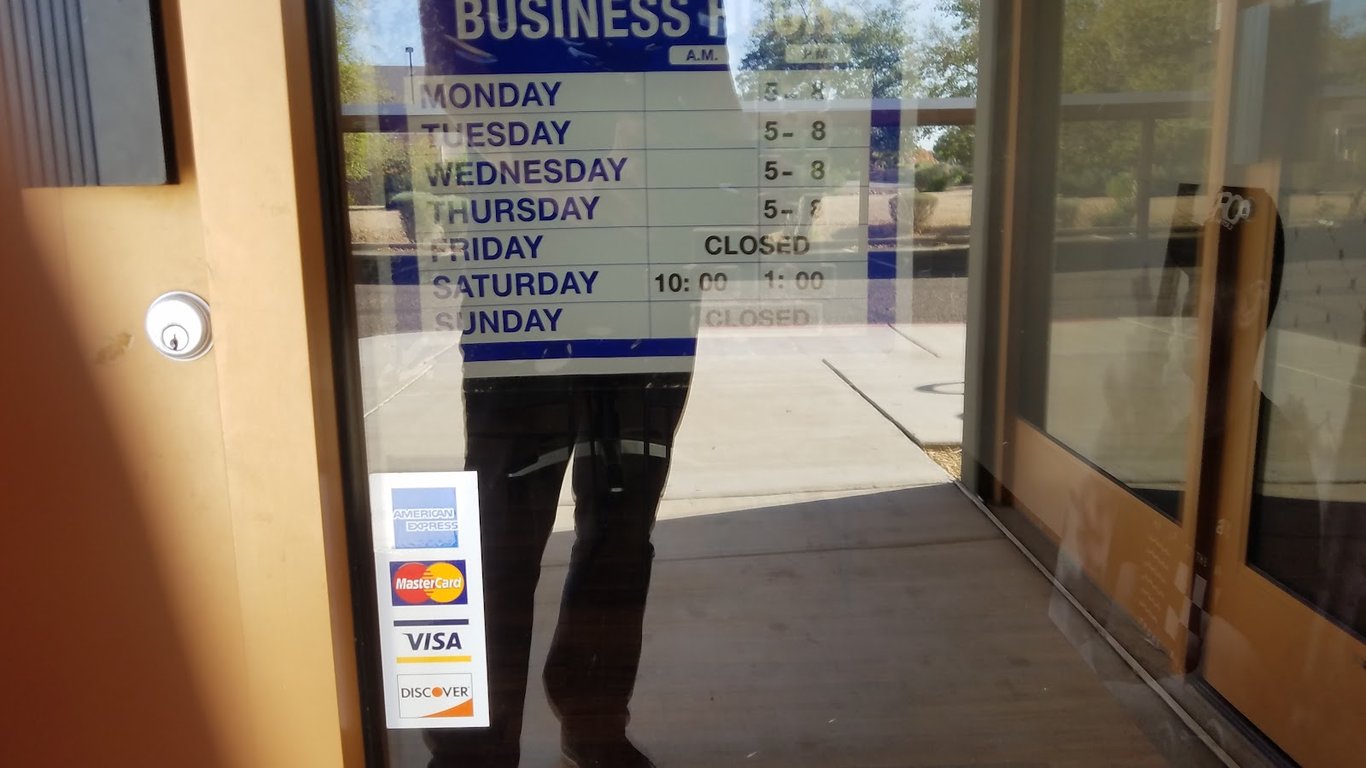 BUSINESS HOURS
A.M. P.M.
MONDAY 5- 8
TUESDAY 5- 8
WEDNESDAY 5- 8
THURSDAY 5- 8
FRIDAY CLOSED
SATURDAY 10: 00 1: 00
SUNDAY CLOSED
AMERICAN
EXPRESS
MasterCard
VISA
DISCOVER